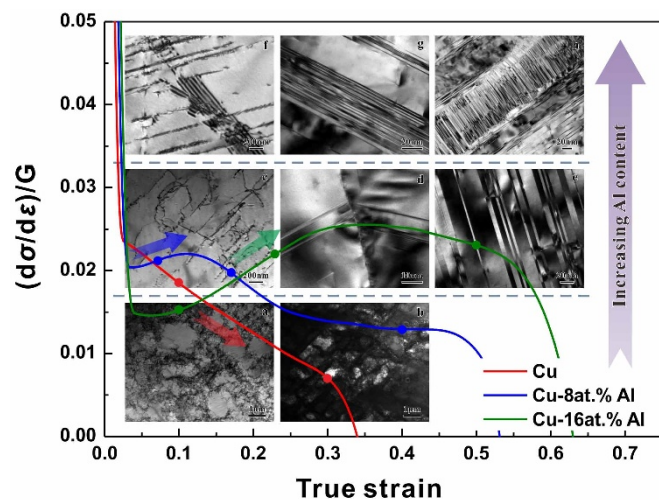 0.05
0.04
0.03
0.02
0.01
0.00
(dσ/dε)/G
f
g
Increasing Al content
d
a
b
Cu
Cu-8at.% Al
Cu-16at.% Al
0.0 0.1 0.2 0.3 0.4 0.5 0.6 0.7
True strain